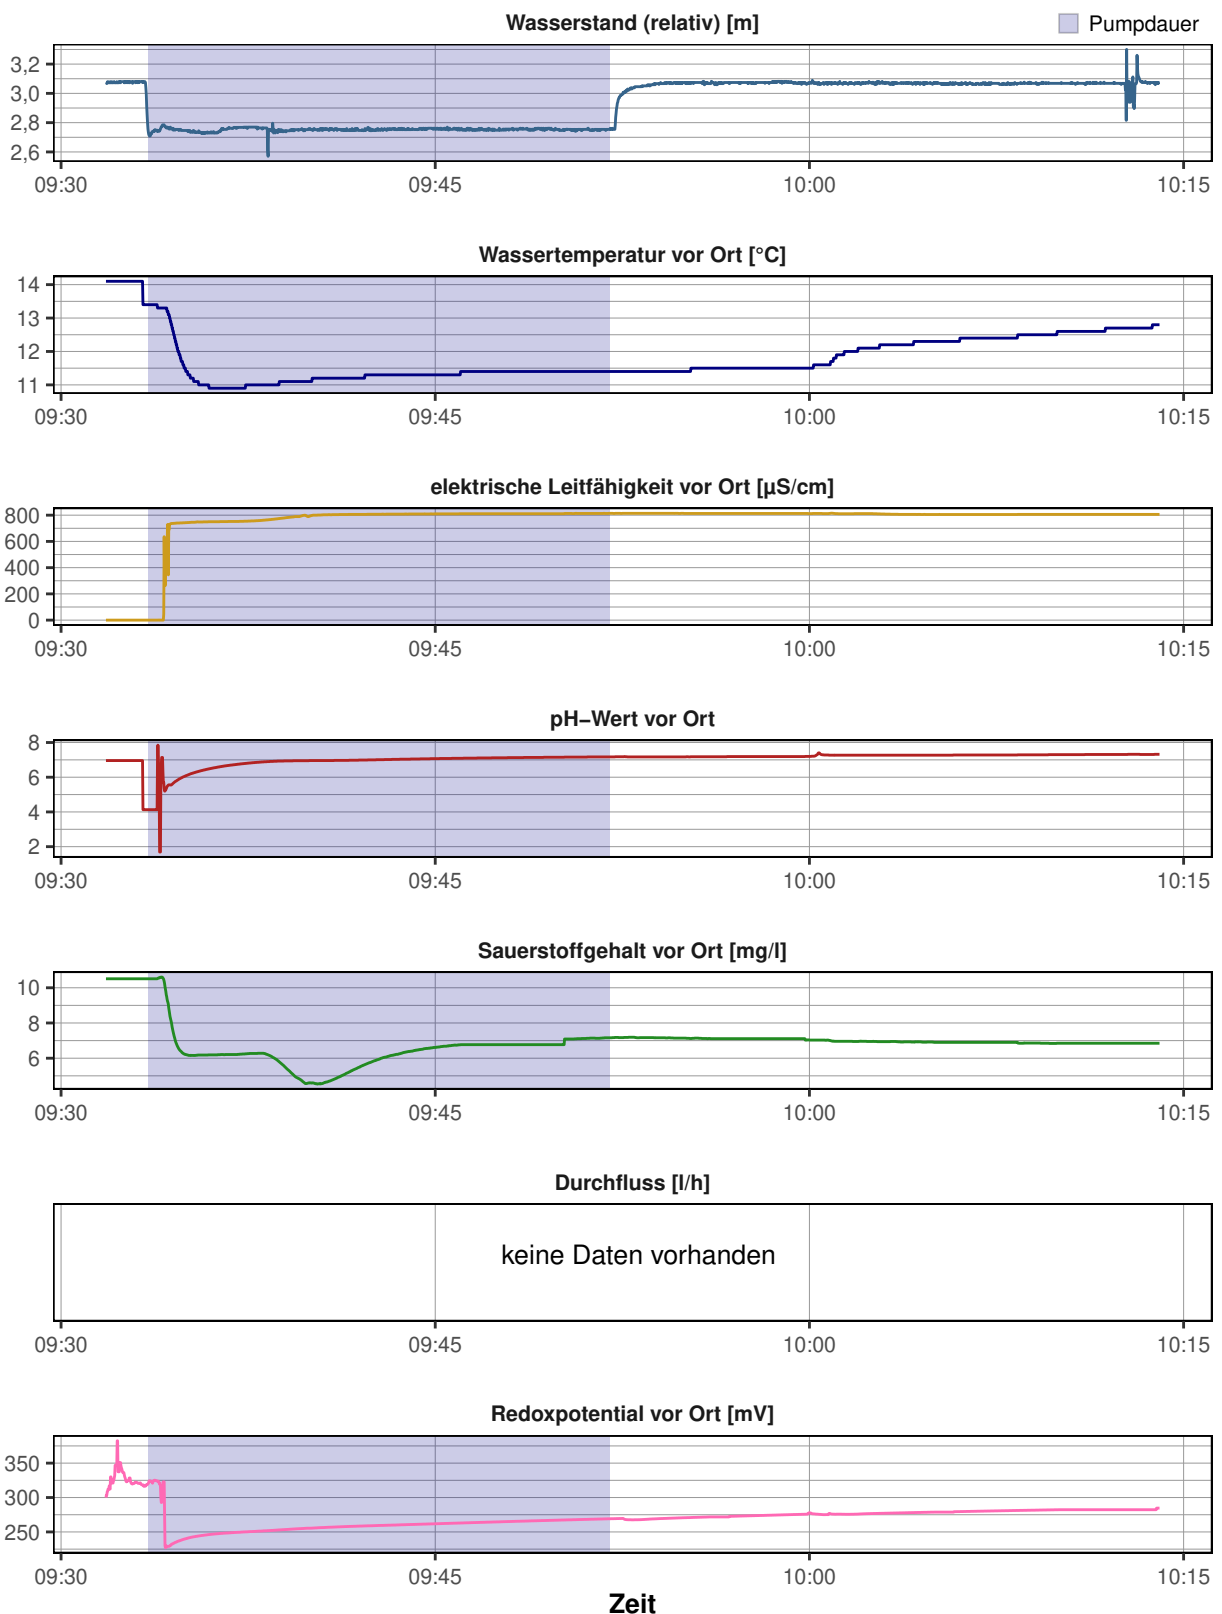 Wasserstand (relativ) [m]
Pumpdauer
3,2
3,0
2,8
2,6
09:30 09:45 10:00 10:15
Wassertemperatur vor Ort [°C]
14
13
12
11
09:30 09:45 10:00 10:15
elektrische Leitfähigkeit vor Ort [µS/cm]
800
600
400
200
0
09:30 09:45 10:00 10:15
pH−Wert vor Ort
8
6
4
2
09:30 09:45 10:00 10:15
Sauerstoffgehalt vor Ort [mg/l]
10
8
6
09:30 09:45 10:00 10:15
Durchfluss [l/h]
keine Daten vorhanden
09:30 09:45 10:00 10:15
Redoxpotential vor Ort [mV]
350
300
250
09:30 09:45 10:00 10:15
Zeit